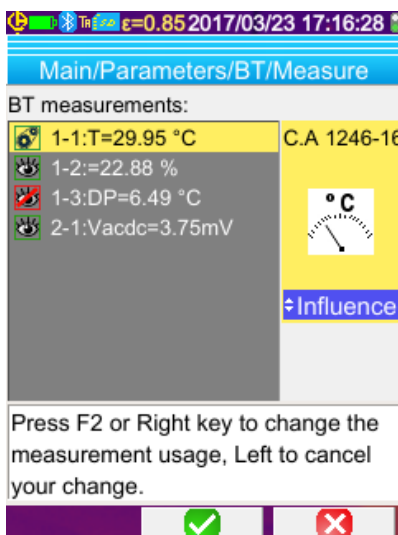 ε=0.85 2017/03/23 17:16:28
Main/Parameters/BT/Measure
BT measurements:
1-1:T=29.95 °C
C.A 1246-16
1-2:=22.88 %
1-3:DP=6.49 °C
°C
2-1:Vacdc=3.75mV
Influence
Press F2 or Right key to change the
measurement usage, Left to cancel
your change.